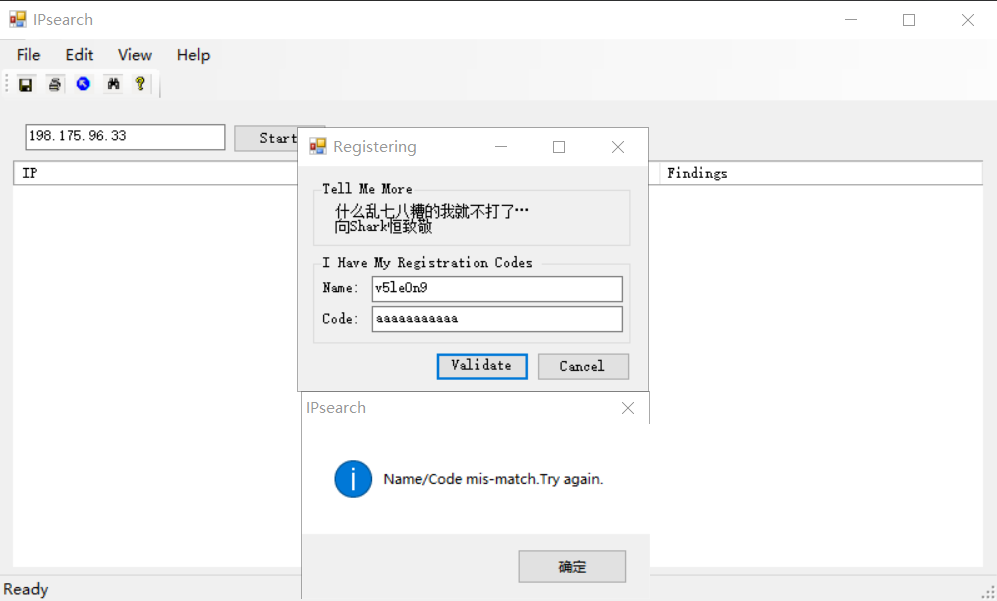 IPsearch
File Edit View Help
198.175.96.33 Start
IP Findings
Registering
Tell Me More
什么乱七八糟的我就不打了…
向Shark恒致敬
I Have My Registration Codes
Name: v5le0n9
Code: aaaaaaaaaaa
Validate Cancel
IPsearch
Name/Code mis-match.Try again.
确定
Ready